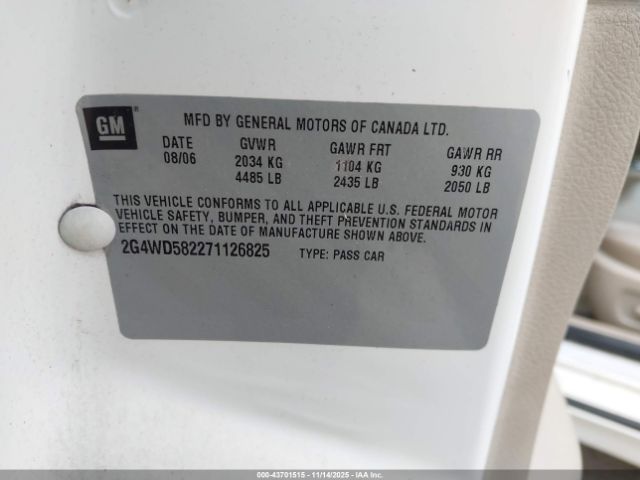 GM ®
MFD BY GENERAL MOTORS OF CANADA LTD.
DATE GVWR GAWR FRT GAWR RR
08/06 2034 KG 1104 KG 930 KG
4485 LB 2435 LB 2050 LB
THIS VEHICLE CONFORMS TO ALL APPLICABLE U.S. FEDERAL MOTOR
VEHICLE SAFETY, BUMPER, AND THEFT PREVENTION STANDARDS IN
EFFECT ON THE DATE OF MANUFACTURE SHOWN ABOVE.
2G4WD582271126825 TYPE: PASS CAR
000-43701515 - 11/14/2025 - IAA Inc.